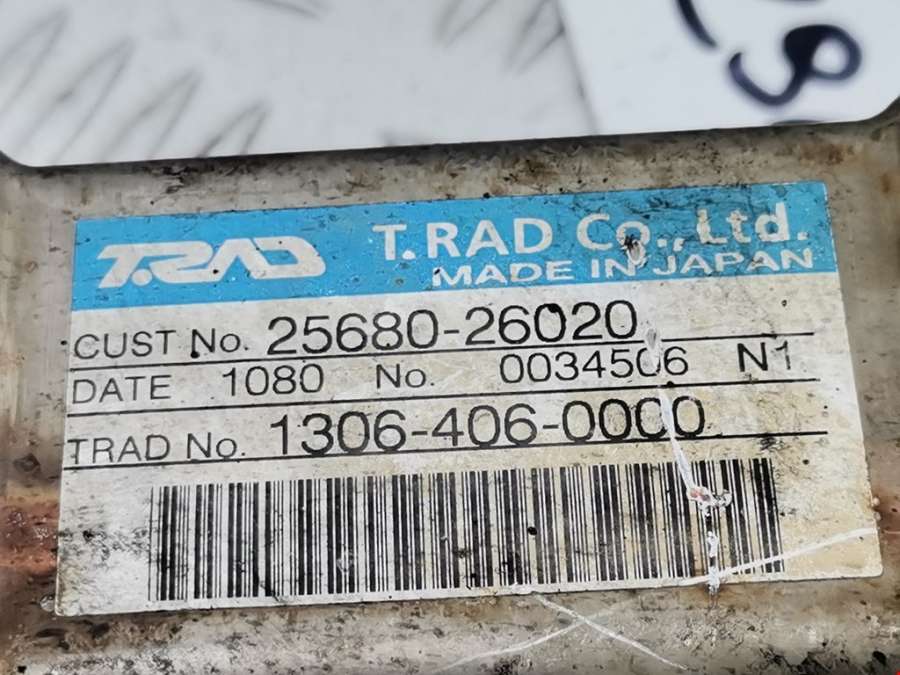 T.RAD T.RAD Co., Ltd.
MADE IN JAPAN
CUST No. 25680-26020
DATE 1080 No. 0034506 N1
TRAD No. 1306-406-0000